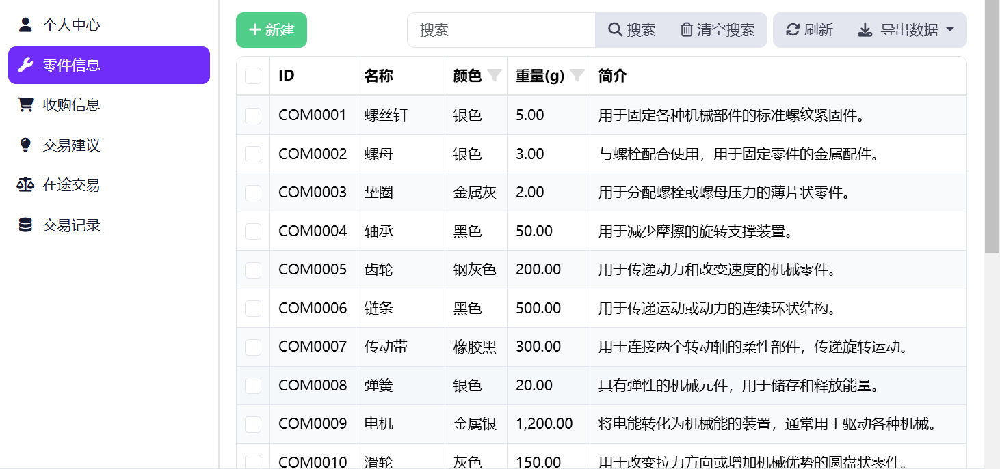 个人中心
零件信息
收购信息
交易建议
在途交易
交易记录
新建 搜索 搜索 清空搜索 刷新 导出数据
ID 名称 颜色 重量(g) 简介
COM0001 螺丝钉 银色 5.00 用于固定各种机械部件的标准螺纹紧固件。
COM0002 螺母 银色 3.00 与螺栓配合使用，用于固定零件的金属配件。
COM0003 垫圈 金属灰 2.00 用于分配螺栓或螺母压力的薄片状零件。
COM0004 轴承 黑色 50.00 用于减少摩擦的旋转支撑装置。
COM0005 齿轮 钢灰色 200.00 用于传递动力和改变速度的机械零件。
COM0006 链条 黑色 500.00 用于传递运动或动力的连续环状结构。
COM0007 传动带 橡胶黑 300.00 用于连接两个转动轴的柔性部件，传递旋转运动。
COM0008 弹簧 银色 20.00 具有弹性的机械元件，用于储存和释放能量。
COM0009 电机 金属银 1,200.00 将电能转化为机械能的装置，通常用于驱动各种机械。
COM0010 滑轮 灰色 150.00 用于改变拉力方向或增加机械优势的圆盘状零件。